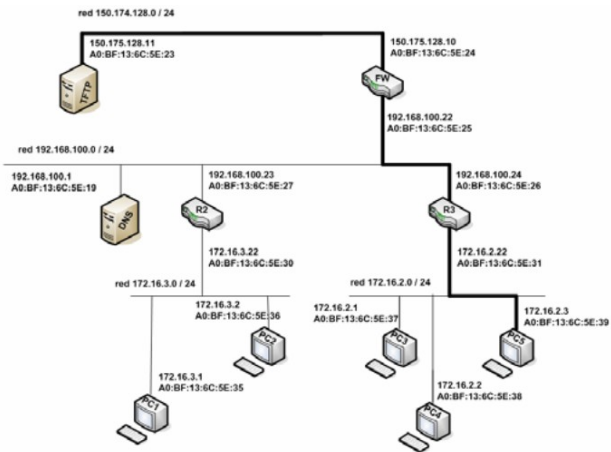 red 150.174.128.0 / 24
150.175.128.11
A0:BF:13:6C:5E:23
150.175.128.10
A0:BF:13:6C:5E:24
TFTP
FW
192.168.100.22
A0:BF:13:6C:5E:25
red 192.168.100.0 / 24
192.168.100.1
A0:BF:13:6C:5E:19
192.168.100.23
A0:BF:13:6C:5E:27
192.168.100.24
A0:BF:13:6C:5E:26
DNS
R2
R3
172.16.3.22
A0:BF:13:6C:5E:30
172.16.2.22
A0:BF:13:6C:5E:31
red 172.16.3.0 / 24
red 172.16.2.0 / 24
172.16.3.2
A0:BF:13:6C:5E:36
172.16.2.1
A0:BF:13:6C:5E:37
172.16.2.3
A0:BF:13:6C:5E:39
PC2
PC3
PC5
172.16.3.1
A0:BF:13:6C:5E:35
172.16.2.2
A0:BF:13:6C:5E:38
PC1
PC4